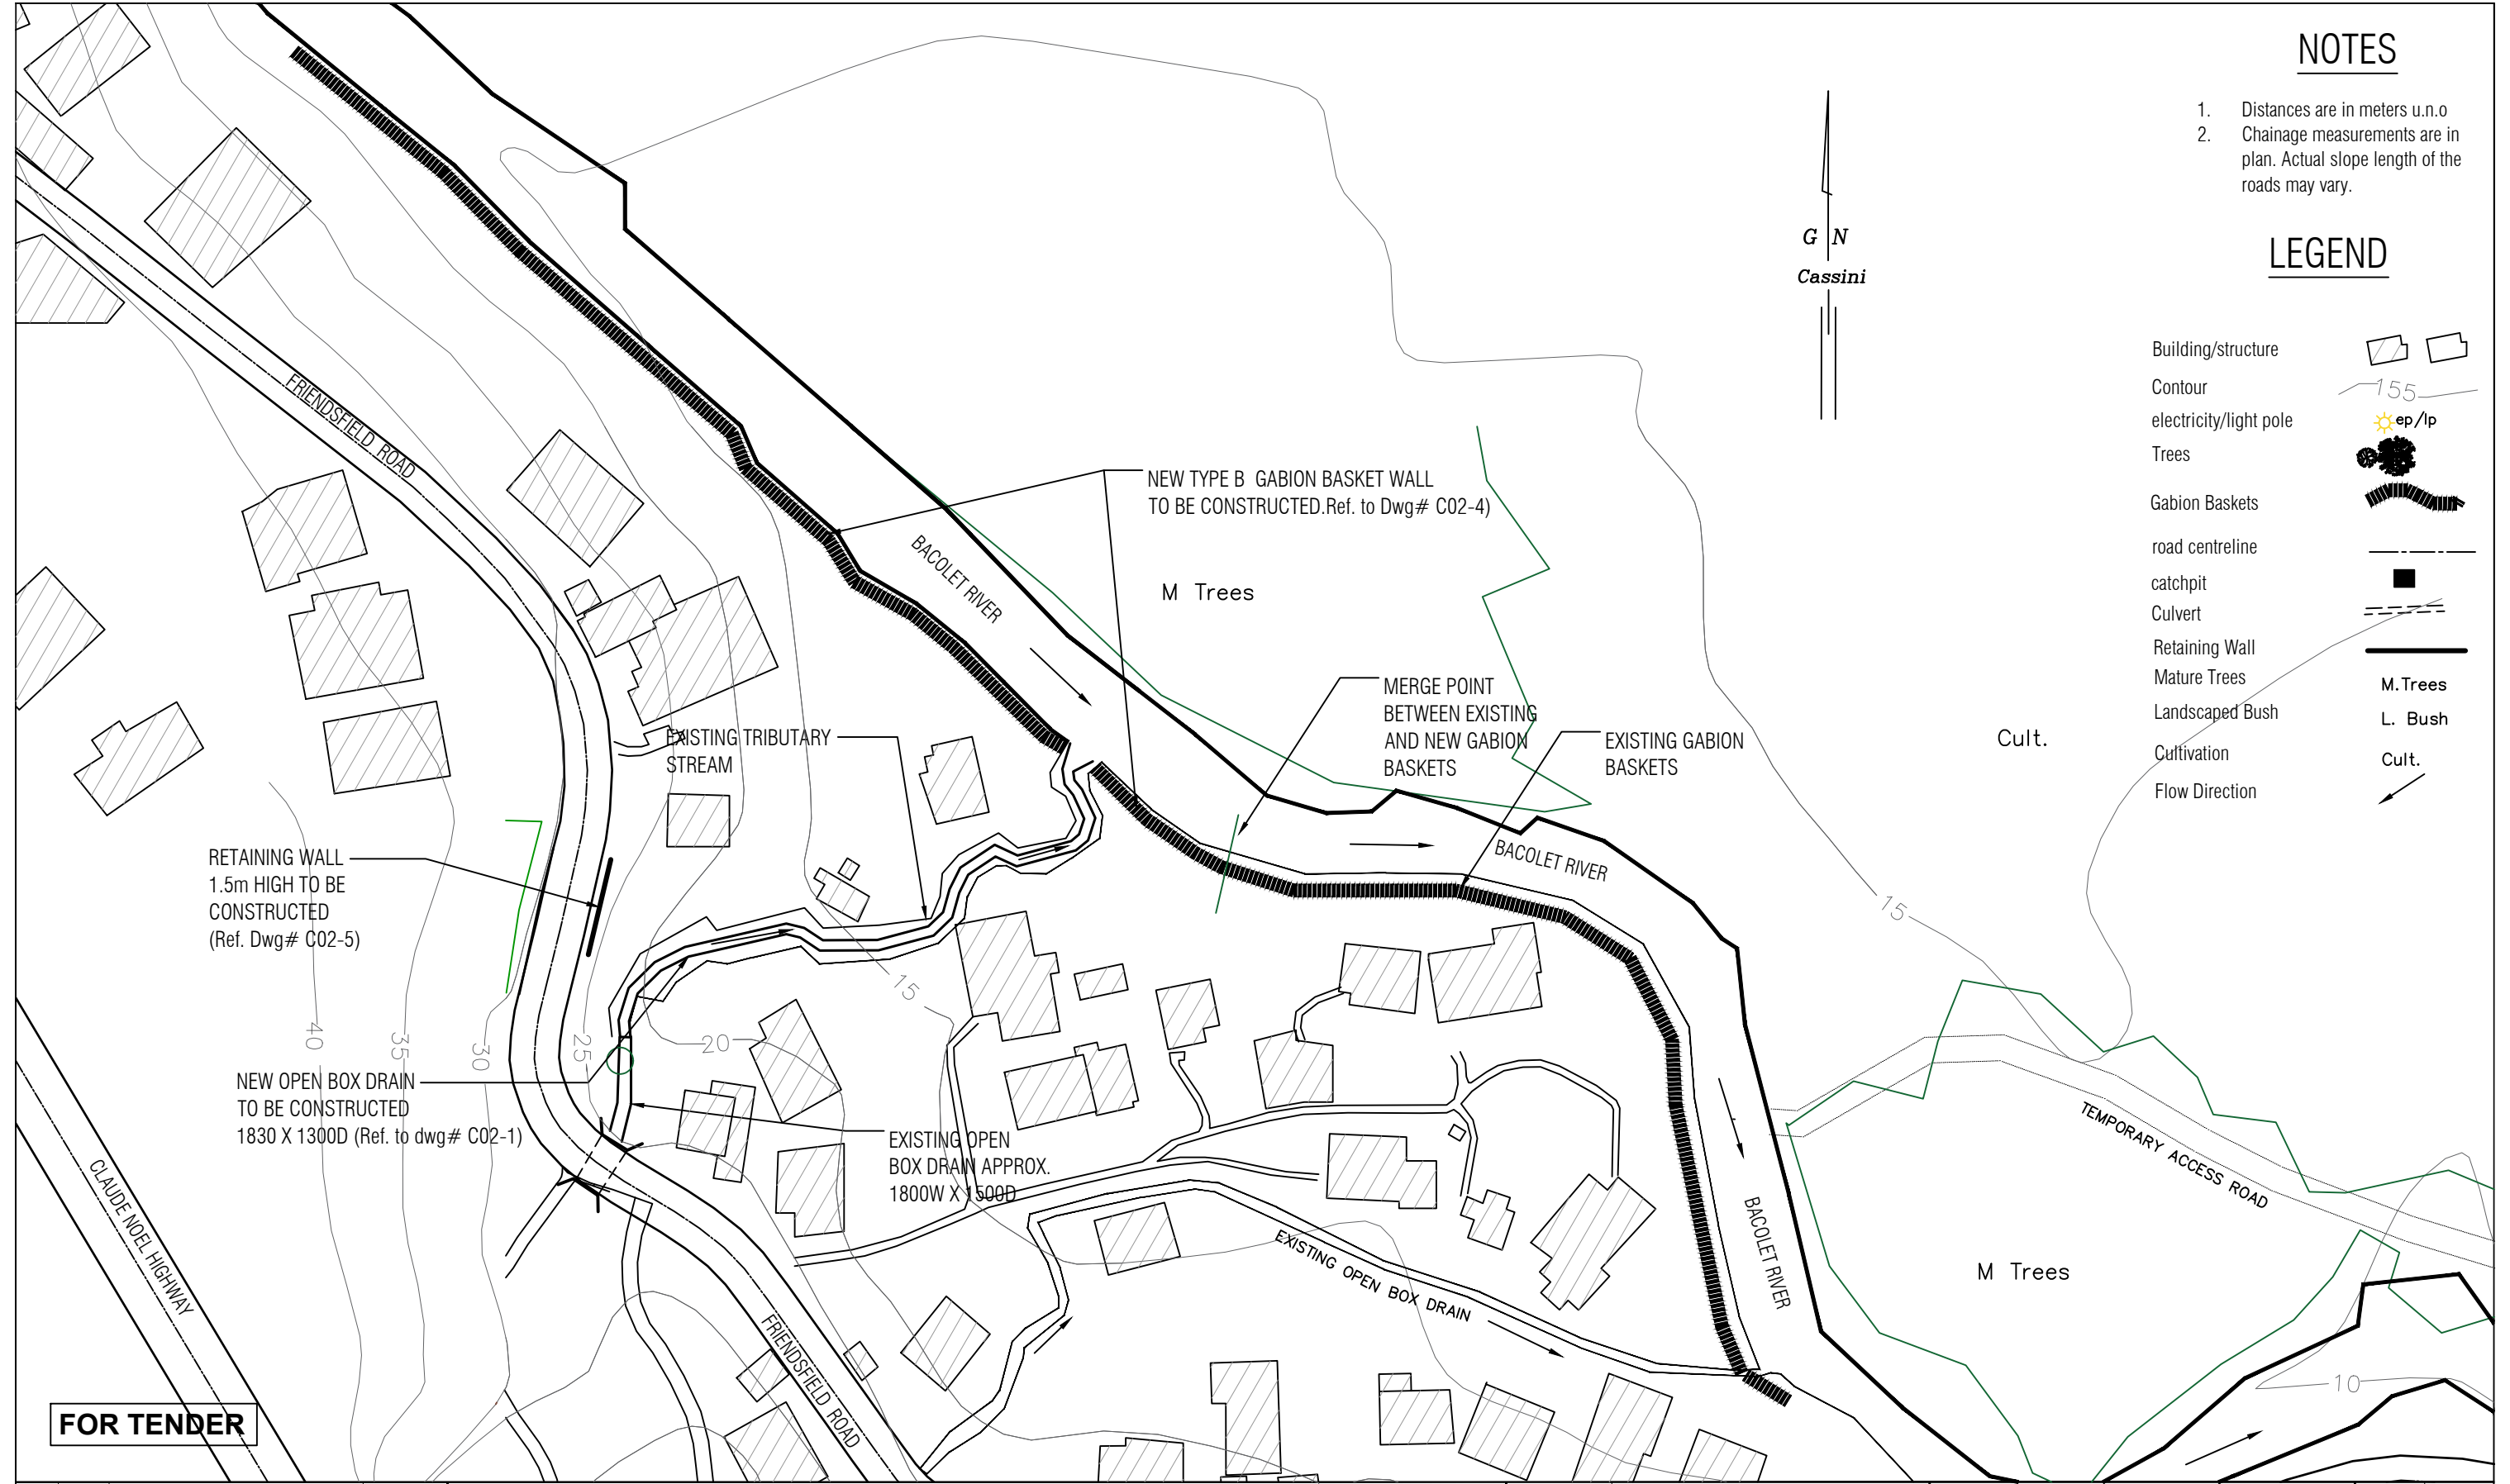 NOTES
1. Distances are in meters u.n.o
2. Chainage measurements are in
plan. Actual slope length of the
roads may vary.
LEGEND
Building/structure
Contour 155
electricity/light pole ep/lp
Trees
Gabion Baskets
road centreline
catchpit
Culvert
Retaining Wall
Mature Trees M.Trees
Landscaped Bush L. Bush
Cultivation Cult.
Flow Direction
G N
Cassini
FRIENDSFIELD ROAD
NEW TYPE B GABION BASKET WALL
TO BE CONSTRUCTED.Ref. to Dwg# C02-4)
BACOLET RIVER
M Trees
MERGE POINT
BETWEEN EXISTING
AND NEW GABION
BASKETS
EXISTING GABION
BASKETS
Cult.
EXISTING TRIBUTARY
STREAM
BACOLET RIVER
RETAINING WALL
1.5m HIGH TO BE
CONSTRUCTED
(Ref. Dwg# C02-5)
15
15
40
35
30
25
20
NEW OPEN BOX DRAIN
TO BE CONSTRUCTED
1830 X 1300D (Ref. to dwg# C02-1)
EXISTING OPEN
BOX DRAIN APPROX.
1800W X 1500D
TEMPORARY ACCESS ROAD
CLAUDE NOEL HIGHWAY
EXISTING OPEN BOX DRAIN
BACOLET RIVER
M Trees
FRIENDSFIELD ROAD
10
FOR TENDER